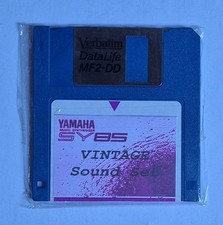 Verbatim
DataLife
MF2-DD
YAMAHA
SY85
VINTAGE
Sound Set